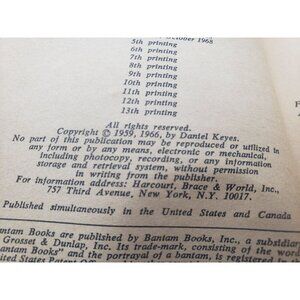 October 1968
5th printing
6th printing
7th printing
8th printing
9th printing
10th printing
11th printing
12th printing
13th printing
All rights reserved.
Copyright © 1959, 1966, by Daniel Keyes.
No part of this publication may be reproduced or utilized in
any form or by any means, electronic or mechanical,
including photocopy, recording, or any information
storage and retrieval system, without permission
in writing from the publisher.
For information address: Harcourt, Brace & World, Inc.,
757 Third Avenue, New York, N.Y. 10017.
Published simultaneously in the United States and Canada
Bantam Books are published by Bantam Books, Inc., a subsidiary
Grosset & Dunlap, Inc. Its trade-mark, consisting of the words
"Bantam Books" and the portrayal of a bantam, is registered in
United States Patent